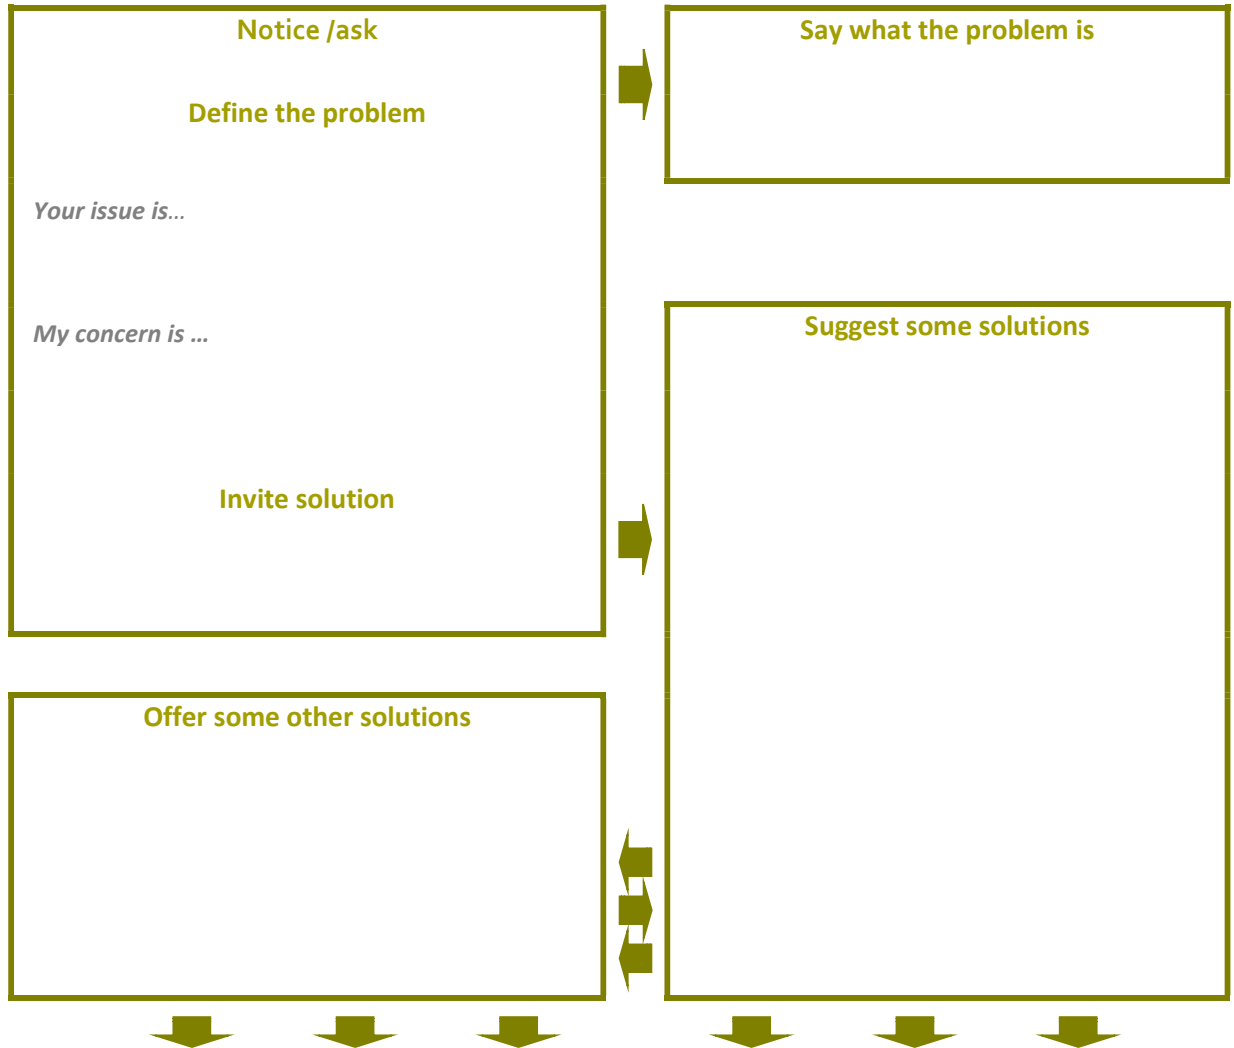 Notice /ask
Define the problem
Your issue is...
My concern is ...
Invite solution
Say what the problem is
Suggest some solutions
Offer some other solutions